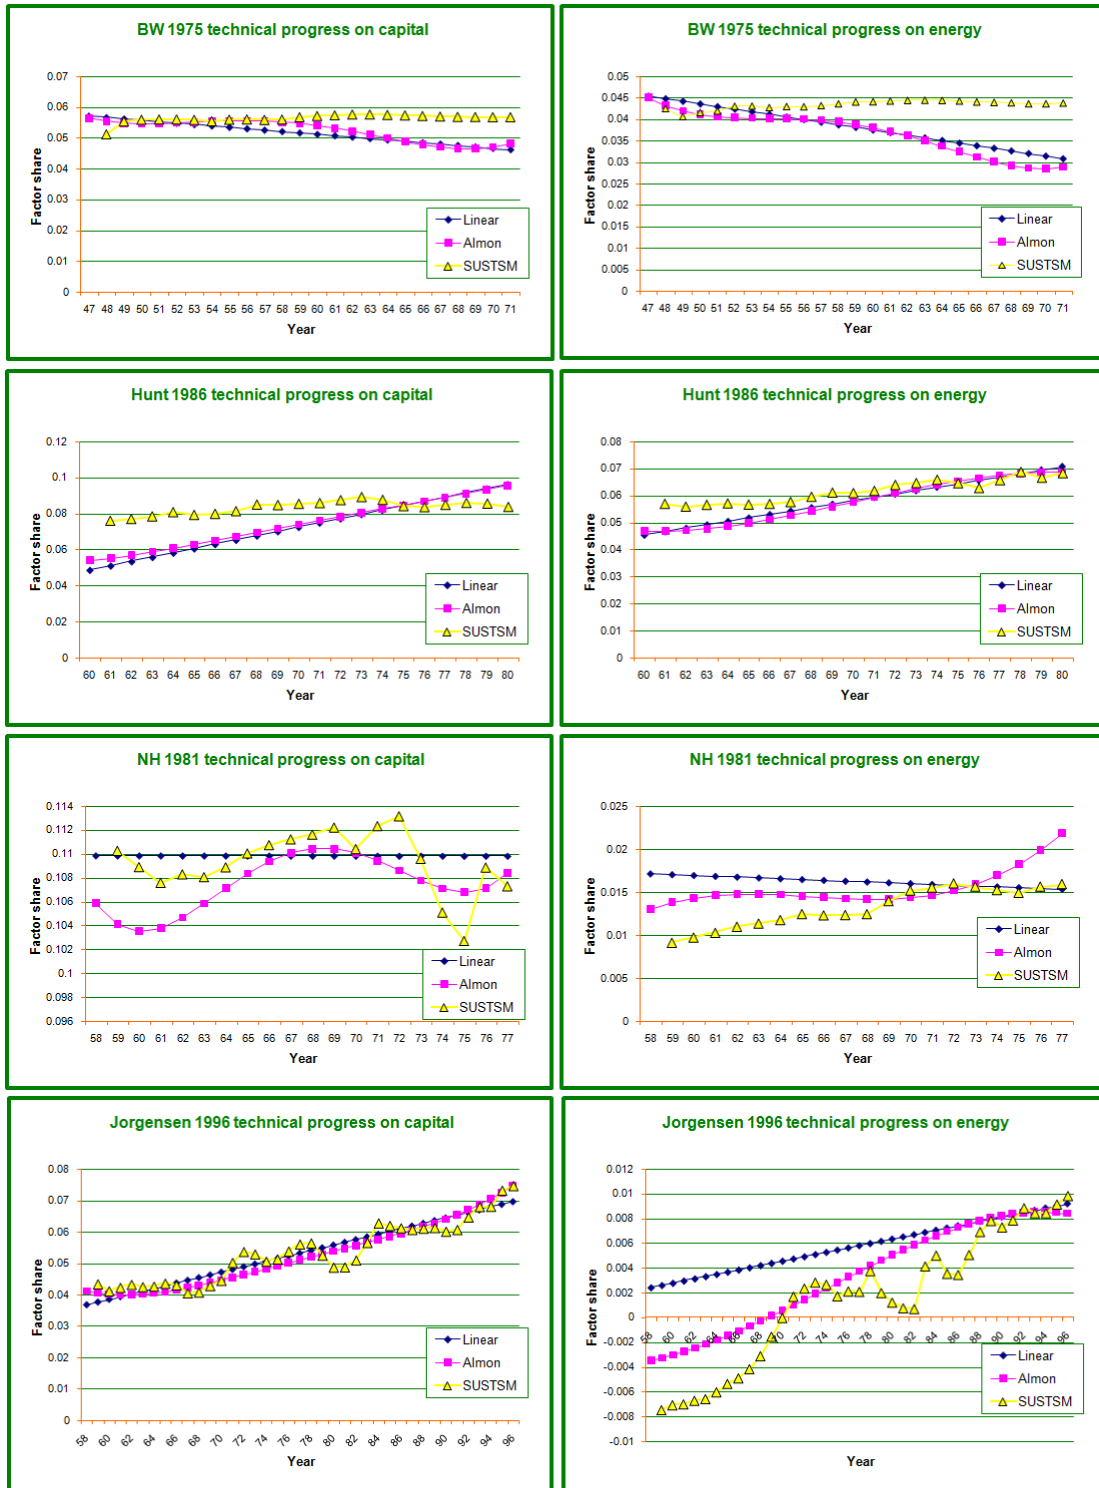 BW 1975 technical progress on capital
0.07
0.06
0.05
0.04
0.03
0.02
0.01
0
Factor share
47 48 49 50 51 52 53 54 55 55 57 58 59 60 61 62 63 64 65 66 67 68 69 70 71
Year
Linear
Almon
SUSTSM
BW 1975 technical progress on energy
0.05
0.045
0.04
0.035
0.03
0.025
0.02
0.015
0.01
0.005
0
Factor share
47 48 49 50 51 52 53 54 55 56 57 58 59 60 61 62 63 64 65 66 67 68 69 70 71
Year
Linear
Almon
SUSTSM
Hunt 1986 technical progress on capital
0.12
0.1
0.08
0.06
0.04
0.02
0
Factor share
60 61 62 63 64 65 66 67 68 69 70 71 72 73 74 75 76 77 78 79 80
Year
Linear
Almon
SUSTSM
Hunt 1986 technical progress on energy
0.08
0.07
0.06
0.05
0.04
0.03
0.02
0.01
0
Factor share
60 61 62 63 64 65 66 67 68 69 70 71 72 73 74 75 76 77 78 79 80
Year
Linear
Almon
SUSTSM
NH 1981 technical progress on capital
0.114
0.112
0.11
0.108
0.106
0.104
0.102
0.1
0.098
0.096
Factor share
58 59 60 61 62 63 64 65 66 67 68 69 70 71 72 73 74 75 76 77
Year
Linear
Almon
SUSTSM
NH 1981 technical progress on energy
0.025
0.02
0.015
0.01
0.005
0
Factor share
58 59 60 61 62 63 64 65 66 67 68 69 70 71 72 73 74 75 76 77
Year
Linear
Almon
SUSTSM
Jorgensen 1996 technical progress on capital
0.08
0.07
0.06
0.05
0.04
0.03
0.02
0.01
0
Factor share
58 60 62 64 66 68 70 72 74 76 78 80 82 84 86 88 90 92 94 96
Year
Linear
Almon
SUSTSM
Jorgensen 1996 technical progress on energy
0.012
0.01
0.008
0.006
0.004
0.002
0
-0.002
-0.004
-0.006
-0.008
-0.01
Factor share
58 60 62 64 66 68 70 72 74 76 78 80 82 84 86 88 90 92 94 96
Year
Linear
Almon
SUSTSM